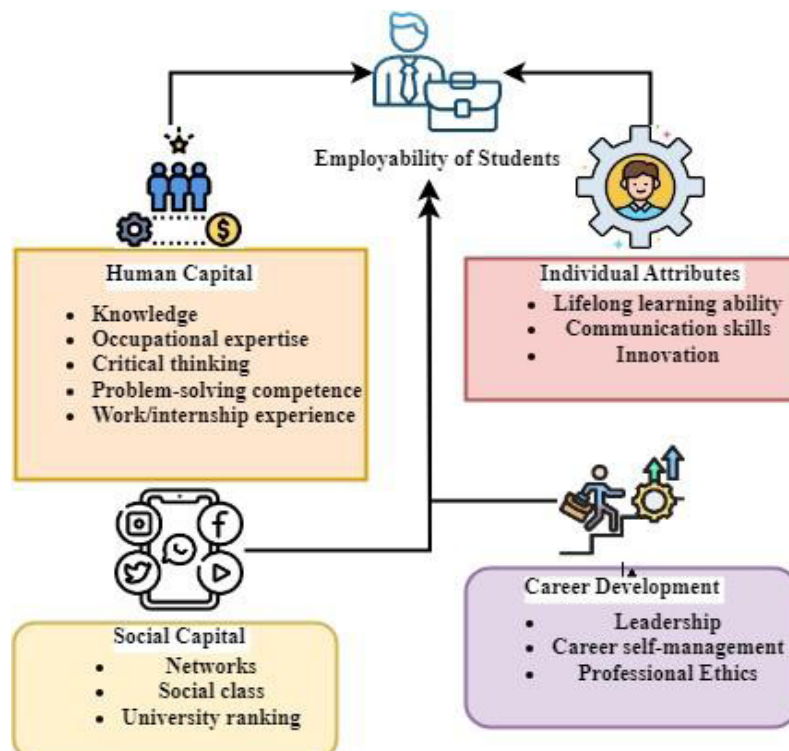 Employability of Students
Human Capital
• Knowledge
• Occupational expertise
• Critical thinking
• Problem-solving competence
• Work/internship experience
Individual Attributes
• Lifelong learning ability
• Communication skills
• Innovation
Social Capital
• Networks
• Social class
• University ranking
Career Development
• Leadership
• Career self-management
• Professional Ethics